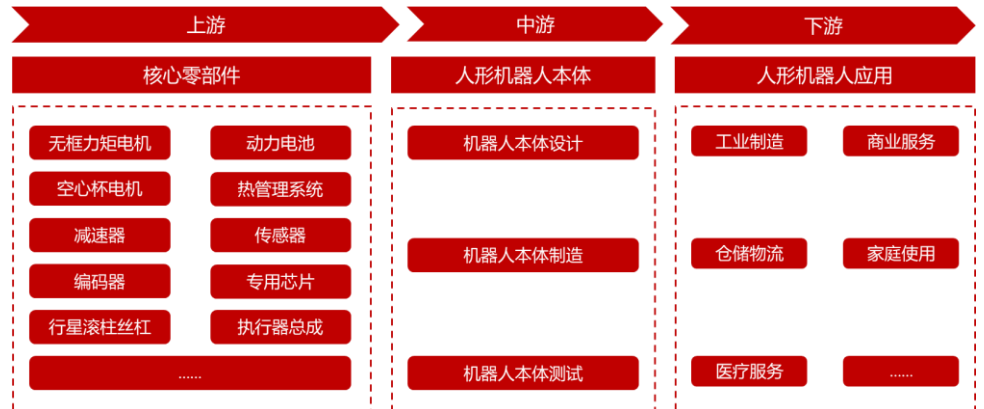 上游
中游
下游
核心零部件
人形机器人本体
人形机器人应用
无框力矩电机
动力电池
空心杯电机
热管理系统
减速器
传感器
编码器
专用芯片
行星滚柱丝杠
执行器总成
……
机器人本体设计
机器人本体制造
机器人本体测试
工业制造
商业服务
仓储物流
家庭使用
医疗服务
……